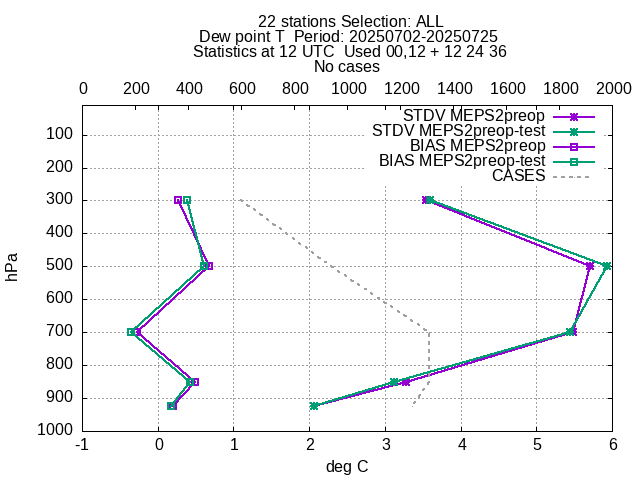 22 stations Selection: ALL
Dew point T  Period: 20250702-20250725
Statistics at 12 UTC  Used 00,12 + 12 24 36
No cases
0 200 400 600 800 1000 1200 1400 1600 1800 2000
STDV MEPS2preop
STDV MEPS2preop-test
BIAS MEPS2preop
BIAS MEPS2preop-test
CASES
100
200
300
400
500
600
700
800
900
1000
hPa
-1 0 1 2 3 4 5 6
deg C